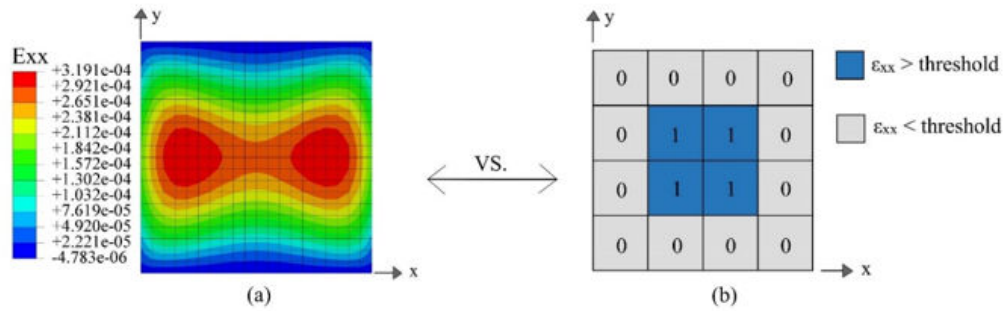 y
Exx
+3.191e-04
+2.921e-04
+2.651e-04
+2.381e-04
+2.112e-04
+1.842e-04
+1.572e-04
+1.302e-04
+1.032e-04
+7.619e-05
+4.920e-05
+2.221e-05
-4.783e-06
x
(a)
VS.
y
0 0 0 0
0 1 1 0
0 1 1 0
0 0 0 0
x
(b)
εxx > threshold
εxx < threshold